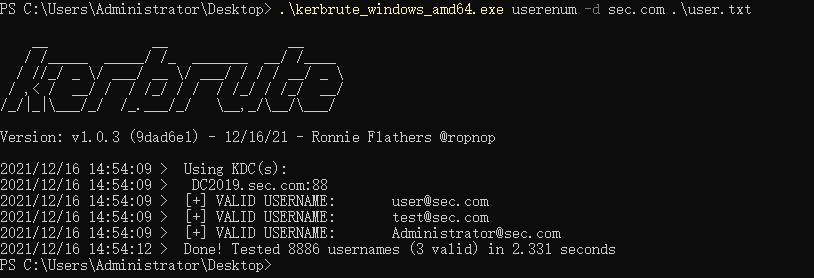 PS C:\Users\Administrator\Desktop> .\kerbrute_windows_amd64.exe userenum -d sec.com .\user.txt
kerbrute
Version: v1.0.3 (9dad6e1) - 12/16/21 - Ronnie Flathers @ropnop
2021/12/16 14:54:09 >  Using KDC(s):
2021/12/16 14:54:09 >   DC2019.sec.com:88
2021/12/16 14:54:09 >  [+] VALID USERNAME:       user@sec.com
2021/12/16 14:54:09 >  [+] VALID USERNAME:       test@sec.com
2021/12/16 14:54:09 >  [+] VALID USERNAME:       Administrator@sec.com
2021/12/16 14:54:12 >  Done! Tested 8886 usernames (3 valid) in 2.331 seconds
PS C:\Users\Administrator\Desktop>